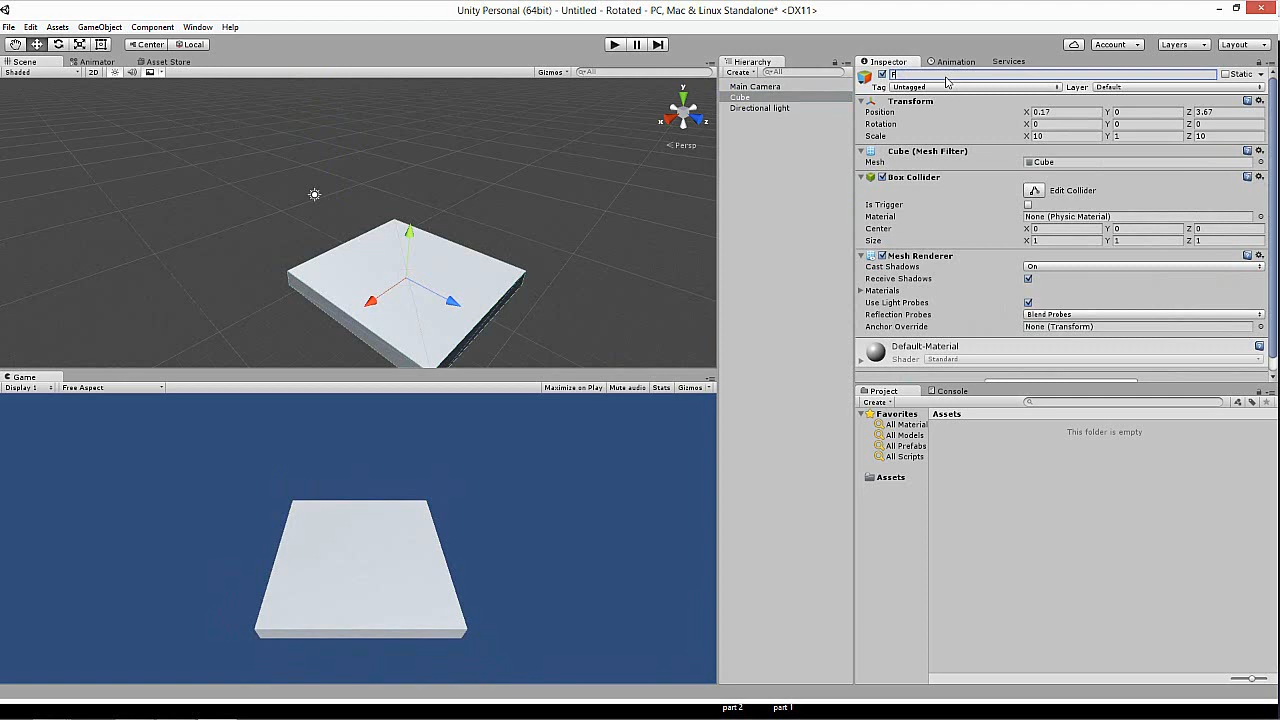 Unity Personal (64bit) - Untitled - Rotated - PC, Mac & Linux Standalone* <DX11>
File Edit Assets GameObject Component Window Help
Center Local Account Layers Layout
Scene Animator Asset Store
Shaded 2D Gizmos All
y
x z
Persp
Game
Display 1 Free Aspect Maximize on Play Mute audio Stats Gizmos
Hierarchy
Create All
Main Camera
Cube
Directional light
Inspector Animation Services
F Static
Tag Untagged Layer Default
Transform
Position X 0.17 Y 0 Z 3.67
Rotation X 0 Y 0 Z 0
Scale X 10 Y 1 Z 10
Cube (Mesh Filter)
Mesh Cube
Box Collider
Edit Collider
Is Trigger
Material None (Physic Material)
Center X 0 Y 0 Z 0
Size X 1 Y 1 Z 1
Mesh Renderer
Cast Shadows On
Receive Shadows
Materials
Use Light Probes
Reflection Probes Blend Probes
Anchor Override None (Transform)
Default-Material
Shader Standard
Project Console
Create
Favorites
All Material
All Models
All Prefabs
All Scripts
Assets
Assets
This folder is empty
part 2 part 1